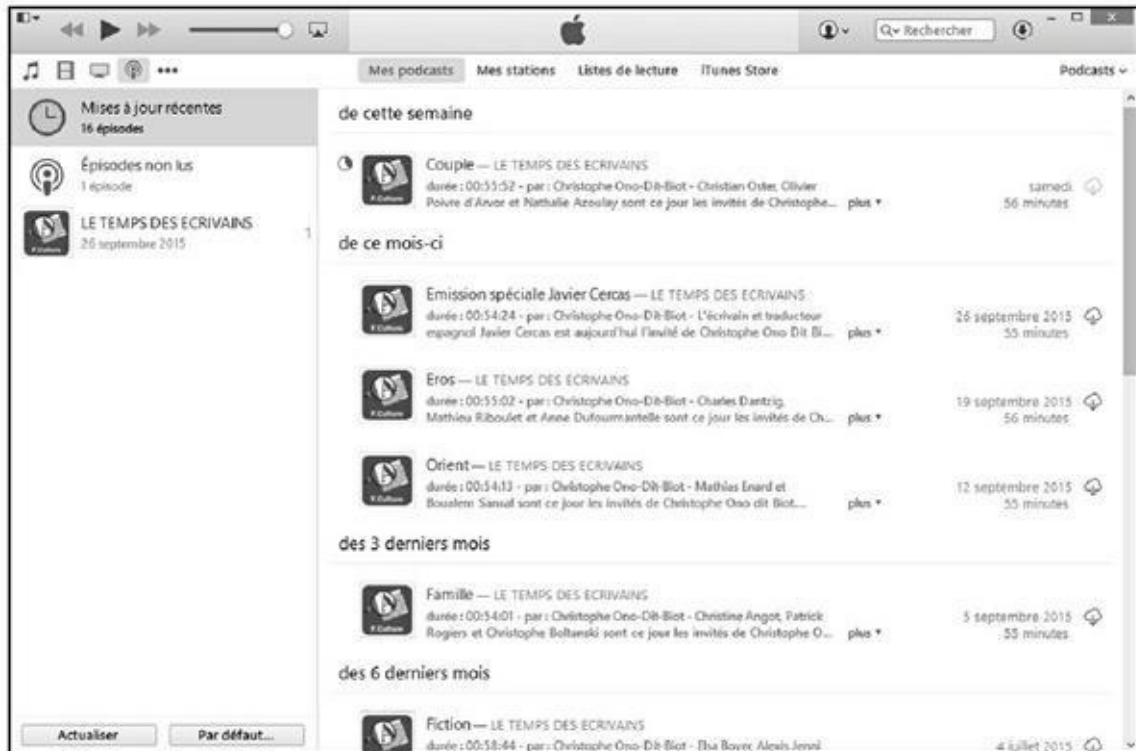 Rechercher
Mes podcasts Mes stations Listes de lecture iTunes Store Podcasts
Mises à jour récentes
16 épisodes
Épisodes non lus
1 épisode
LE TEMPS DES ECRIVAINS 1
26 septembre 2015
de cette semaine
Couple — LE TEMPS DES ECRIVAINS
durée : 00:55:52 - par : Christophe Ono-Dit-Biot - Christian Oster, Olivier
Poivre d'Arvor et Nathalie Azoulay sont ce jour les invités de Christophe... plus
samedi
56 minutes
de ce mois-ci
Emission spéciale Javier Cercas — LE TEMPS DES ECRIVAINS
durée : 00:54:24 - par : Christophe Ono-Dit-Biot - L'écrivain et traducteur
espagnol Javier Cercas est aujourd'hui l'invité de Christophe Ono Dit Bi... plus
26 septembre 2015
55 minutes
Eros — LE TEMPS DES ECRIVAINS
durée : 00:55:02 - par : Christophe Ono-Dit-Biot - Charles Dantzig,
Mathieu Riboulet et Anne Dufourmantelle sont ce jour les invités de Ch... plus
19 septembre 2015
56 minutes
Orient — LE TEMPS DES ECRIVAINS
durée : 00:54:13 - par : Christophe Ono-Dit-Biot - Mathias Enard et
Boualem Sansal sont ce jour les invités de Christophe Ono dit Biot.... plus
12 septembre 2015
55 minutes
des 3 derniers mois
Famille — LE TEMPS DES ECRIVAINS
durée : 00:54:01 - par : Christophe Ono-Dit-Biot - Christine Angot, Patrick
Rogiers et Christophe Boltanski sont ce jour les invités de Christophe O... plus
5 septembre 2015
55 minutes
des 6 derniers mois
Fiction — LE TEMPS DES ECRIVAINS
durée : 00:58:44 - par : Christophe Ono-Dit-Biot - Elsa Boyer, Alexis Jenni
4 juillet 2015
Actualiser Par défaut...